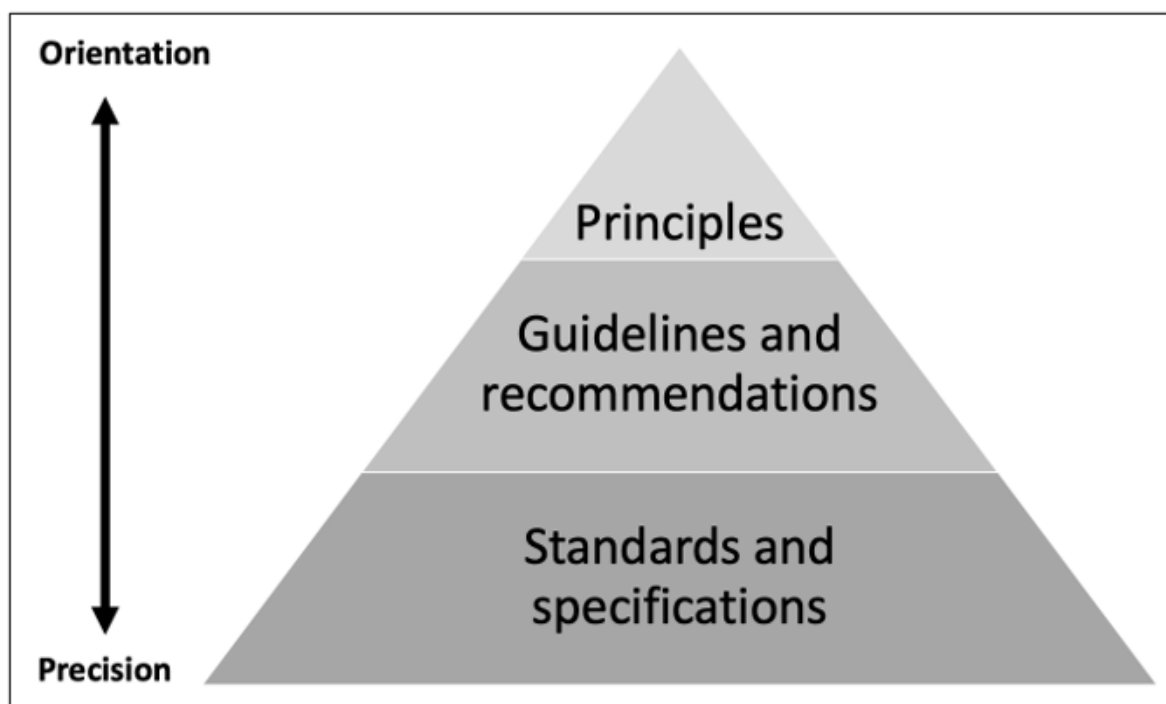 Orientation
Principles
Guidelines and
recommendations
Standards and
specifications
Precision